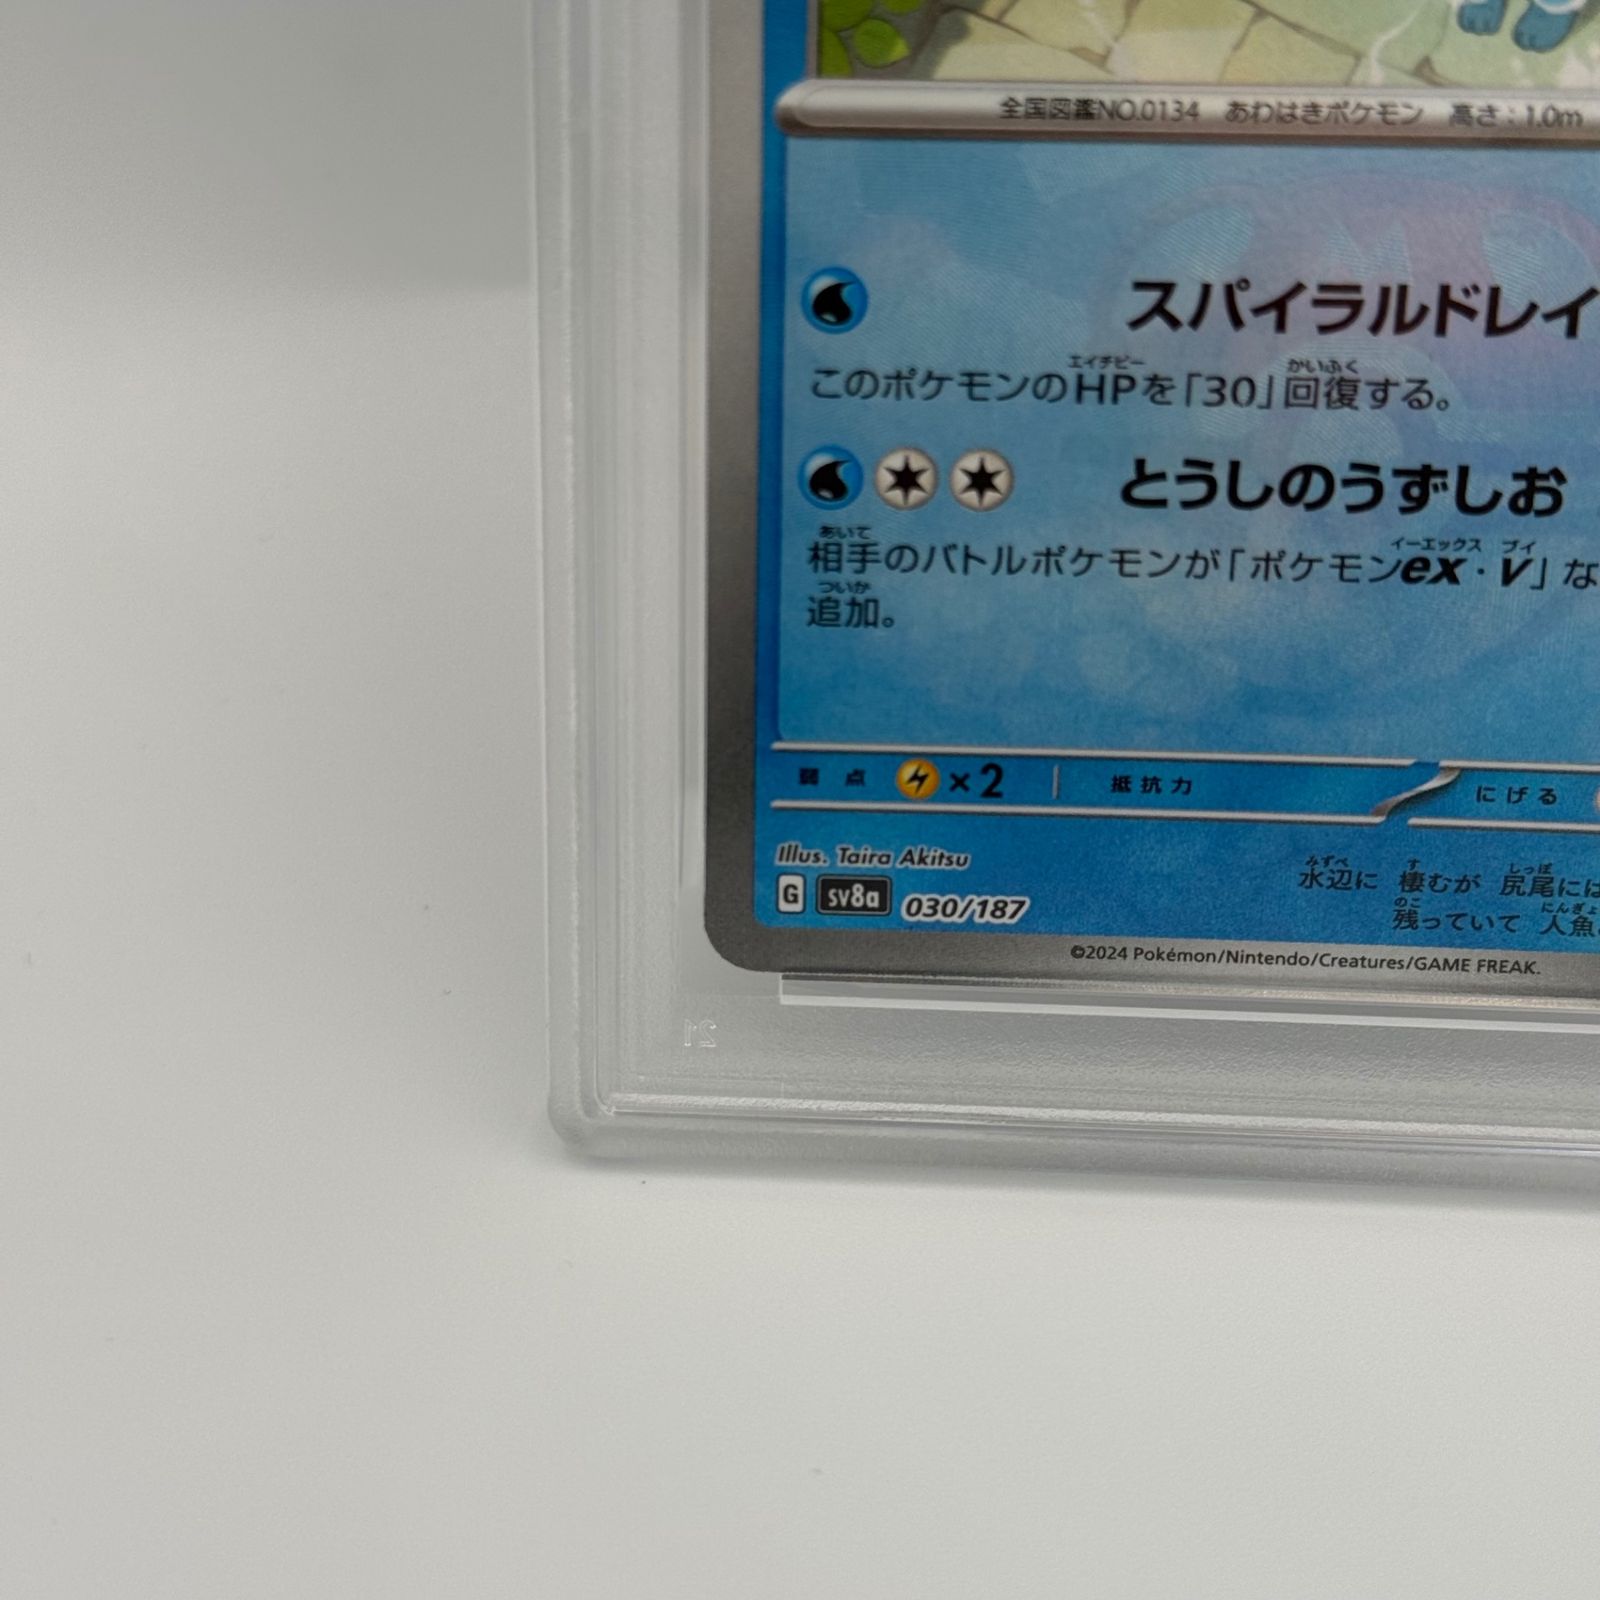 全国図鑑NO.0134 あわはきポケモン 高さ:1.0m
スパイラルドレイ
エイチピー かいふく
このポケモンのHPを「30」回復する。
とうしのうずしお
あいて イーエックス ブイ
相手のバトルポケモンが「ポケモンex・V」な
ついか
追加。
弱点 ×2 抵抗力 にげる
Illus. Taira Akitsu
みずべ す しっぽ
水辺に 棲むが 尻尾には
G sv8a 030/187
のこ にんぎょ
残っていて 人魚
©2024 Pokémon/Nintendo/Creatures/GAME FREAK.
21